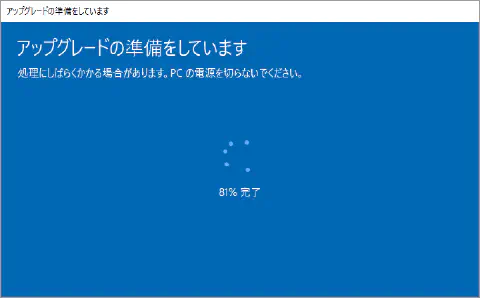 アップグレードの準備をしています
アップグレードの準備をしています
処理にしばらくかかる場合があります。PC の電源を切らないでください。
81% 完了